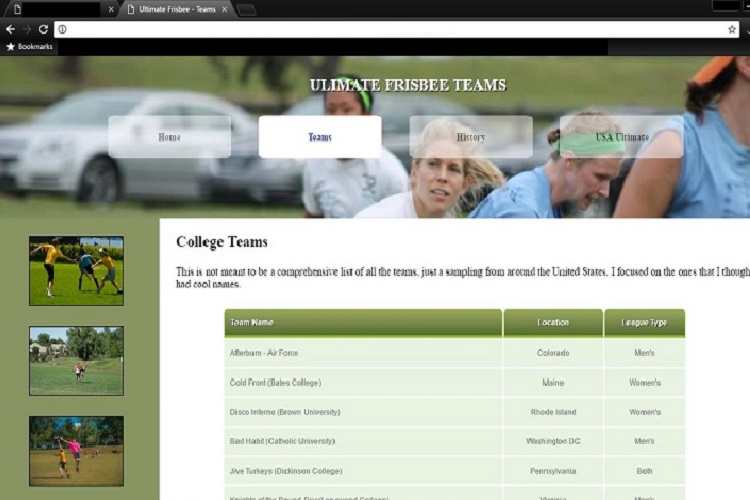 Ultimate Frisbee - Teams
Bookmarks
ULIMATE FRISBEE TEAMS
Home Teams History USA Ultimate
College Teams
This is not meant to be a comprehensive list of all the teams, just a sampling from around the United States. I focused on the ones that I though
had cool names.
Team Name Location League Type
Afterburn - Air Force Colorado Men's
Cold Front (Bates College) Maine Women's
Disco Inferno (Brown University) Rhode Island Women's
Bad Habit (Catholic University) Washington DC Men's
Jive Turkeys (Dickinson College) Pennsylvania Both
Virginia Men's